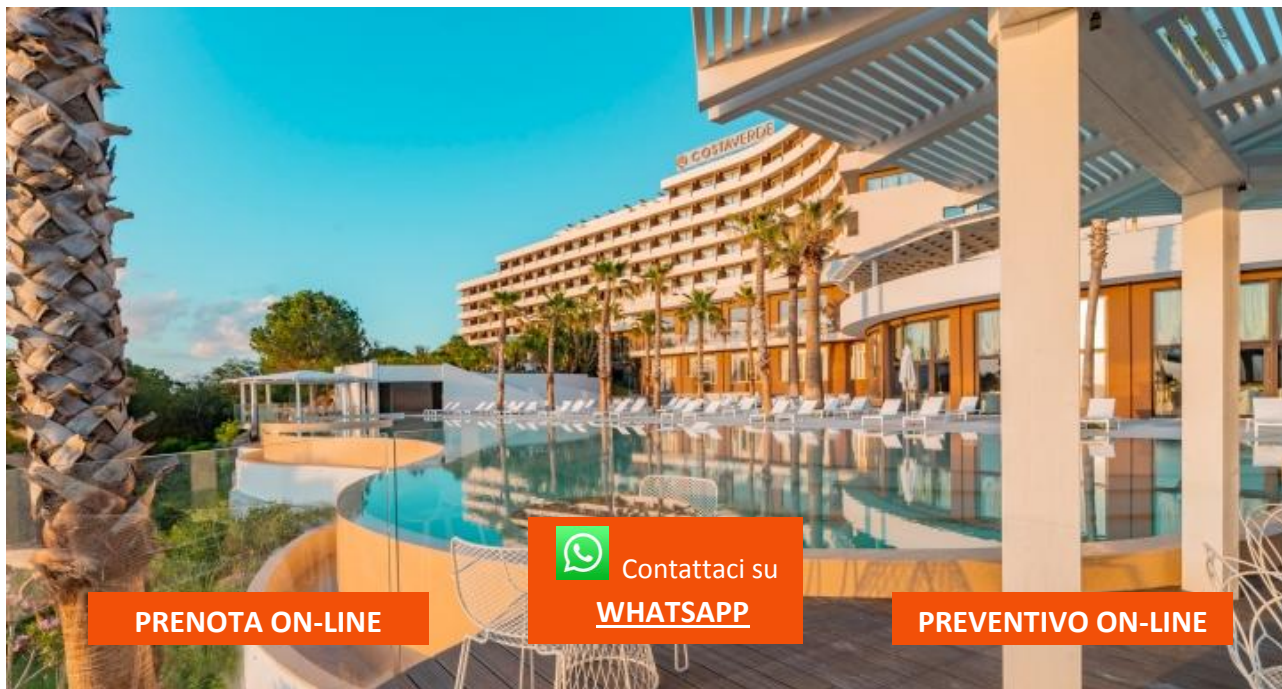 COSTAVERDE
Contattaci su
WHATSAPP
PRENOTA ON-LINE
PREVENTIVO ON-LINE